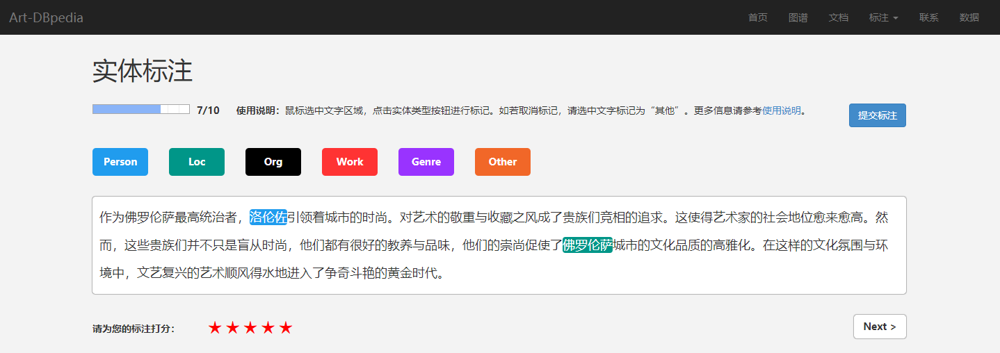 Art-DBpedia 首页 图谱 文档 标注 联系 数据
实体标注
7/10 使用说明：鼠标选中文字区域，点击实体类型按钮进行标记。如若取消标记，请选中文字标记为“其他”。更多信息请参考使用说明。 提交标注
Person Loc Org Work Genre Other
作为佛罗伦萨最高统治者，洛伦佐引领着城市的时尚。对艺术的敬重与收藏之风成了贵族们竞相的追求。这使得艺术家的社会地位愈来愈高。然
而，这些贵族们并不只是盲从时尚，他们都有很好的教养与品味，他们的崇尚促使了佛罗伦萨城市的文化品质的高雅化。在这样的文化氛围与环
境中，文艺复兴的艺术顺风得水地进入了争奇斗艳的黄金时代。
请为您的标注打分： Next >